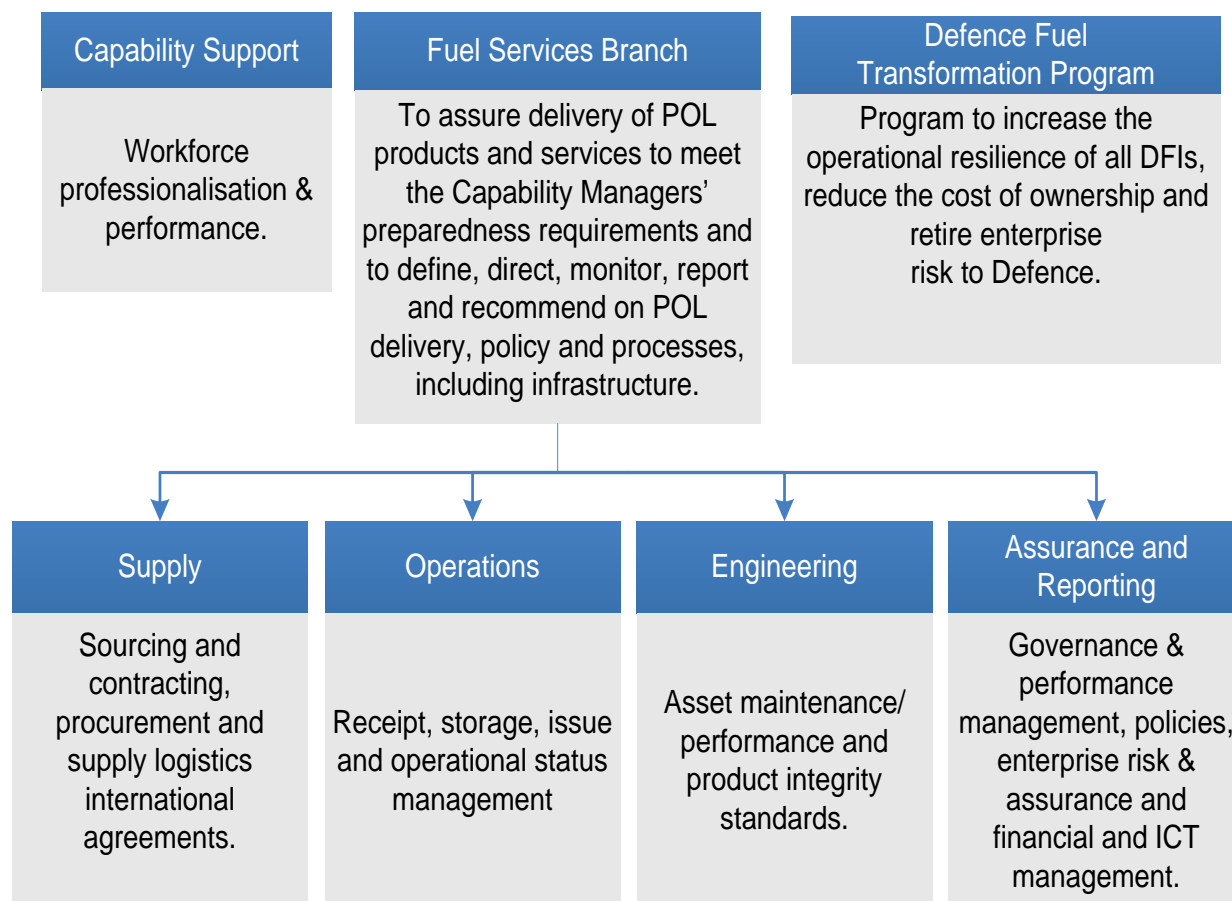 Capability Support
Workforce
professionalisation &
performance.
Fuel Services Branch
To assure delivery of POL
products and services to meet
the Capability Managers’
preparedness requirements and
to define, direct, monitor, report
and recommend on POL
delivery, policy and processes,
including infrastructure.
Defence Fuel
Transformation Program
Program to increase the
operational resilience of all DFIs,
reduce the cost of ownership and
retire enterprise
risk to Defence.
Supply
Sourcing and
contracting,
procurement and
supply logistics
international
agreements.
Operations
Receipt, storage, issue
and operational status
management
Engineering
Asset maintenance/
performance and
product integrity
standards.
Assurance and
Reporting
Governance &
performance
management, policies,
enterprise risk &
assurance and
financial and ICT
management.